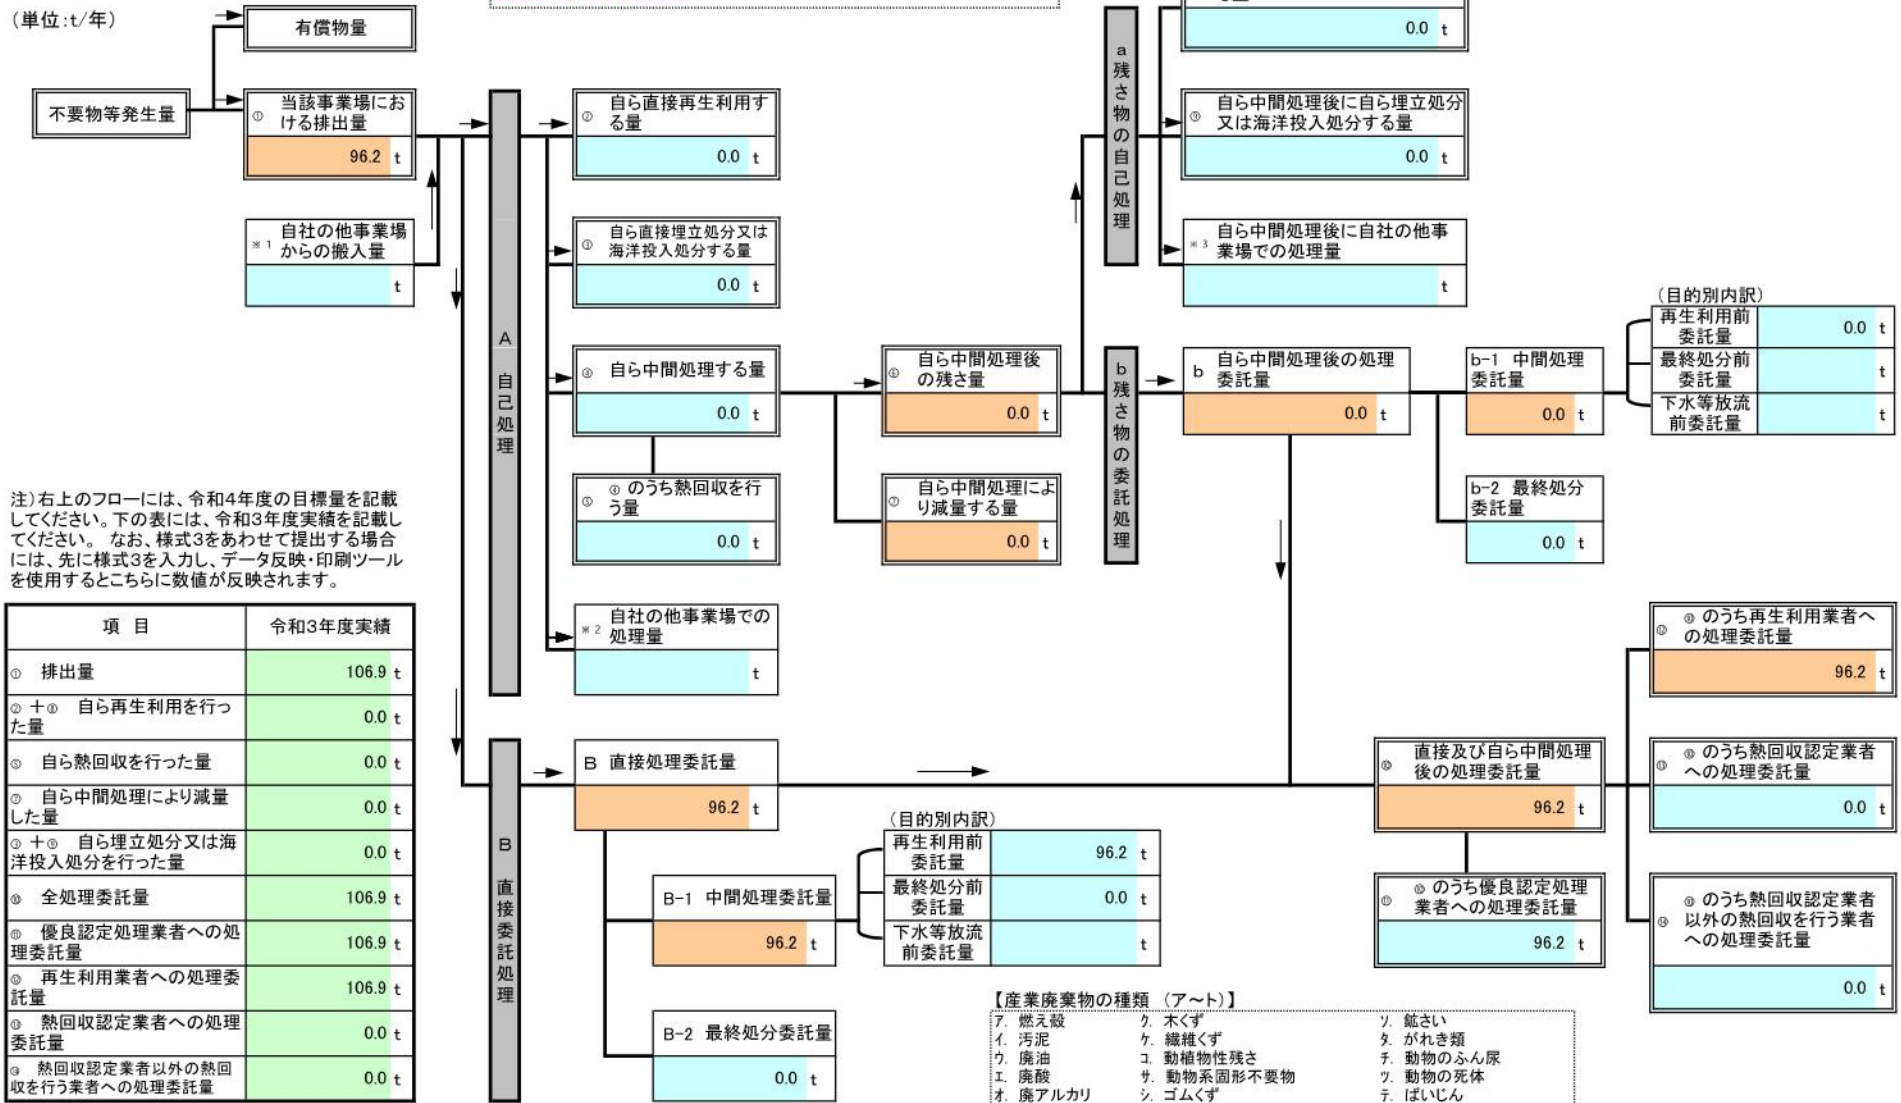 (単位:t/年)
有償物量
不要物等発生量
① 当該事業場にお
ける排出量
96.2 t
※1 自社の他事業場
からの搬入量
t
A 自己処理
② 自ら直接再生利用す
る量
0.0 t
③ 自ら直接埋立処分又は
海洋投入処分する量
0.0 t
④ 自ら中間処理する量
0.0 t
⑤ ④のうち熱回収を行
う量
0.0 t
※2 自社の他事業場での
処理量
t
⑥ 自ら中間処理後
の残さ量
0.0 t
⑦ 自ら中間処理によ
り減量する量
0.0 t
a 残さ物の自己処理
0.0 t
⑨ 自ら中間処理後に自ら埋立処分
又は海洋投入処分する量
0.0 t
※3 自ら中間処理後に自社の他事
業場での処理量
t
b 残さ物の委託処理
b 自ら中間処理後の処理
委託量
0.0 t
b-1 中間処理
委託量
0.0 t
(目的別内訳)
再生利用前
委託量
0.0 t
最終処分前
委託量
t
下水等放流
前委託量
t
b-2 最終処分
委託量
0.0 t
注)右上のフローには、令和4年度の目標量を記載
してください。下の表には、令和3年度実績を記載し
てください。 なお、様式3をあわせて提出する場合
には、先に様式3を入力し、データ反映・印刷ツール
を使用するとこちらに数値が反映されます。
項 目 令和3年度実績
① 排出量 106.9 t
②+⑧ 自ら再生利用を行っ
た量
0.0 t
⑤ 自ら熱回収を行った量 0.0 t
⑦ 自ら中間処理により減量
した量
0.0 t
③+⑨ 自ら埋立処分又は海
洋投入処分を行った量
0.0 t
⑩ 全処理委託量 106.9 t
⑪ 優良認定処理業者への処
理委託量
106.9 t
⑫ 再生利用業者への処理委
託量
106.9 t
⑬ 熱回収認定業者への処理
委託量
0.0 t
⑭ 熱回収認定業者以外の熱回
収を行う業者への処理委託量
0.0 t
B 直接委託処理
B 直接処理委託量
96.2 t
B-1 中間処理委託量
96.2 t
(目的別内訳)
再生利用前
委託量
96.2 t
最終処分前
委託量
0.0 t
下水等放流
前委託量
t
B-2 最終処分委託量
0.0 t
⑩ 直接及び自ら中間処理
後の処理委託量
96.2 t
⑪ ⑩のうち優良認定処理
業者への処理委託量
96.2 t
⑫ ⑩のうち再生利用業者へ
の処理委託量
96.2 t
⑬ ⑩のうち熱回収認定業者
への処理委託量
0.0 t
⑭ ⑩のうち熱回収認定業者
以外の熱回収を行う業者
への処理委託量
0.0 t
【産業廃棄物の種類 (ア~ト)】
ア. 燃え殻 ク. 木くず ソ. 鉱さい
イ. 汚泥 ケ. 繊維くず タ. がれき類
ウ. 廃油 コ. 動植物性残さ チ. 動物のふん尿
エ. 廃酸 サ. 動物系固形不要物 ツ. 動物の死体
オ. 廃アルカリ シ. ゴムくず テ. ばいじん